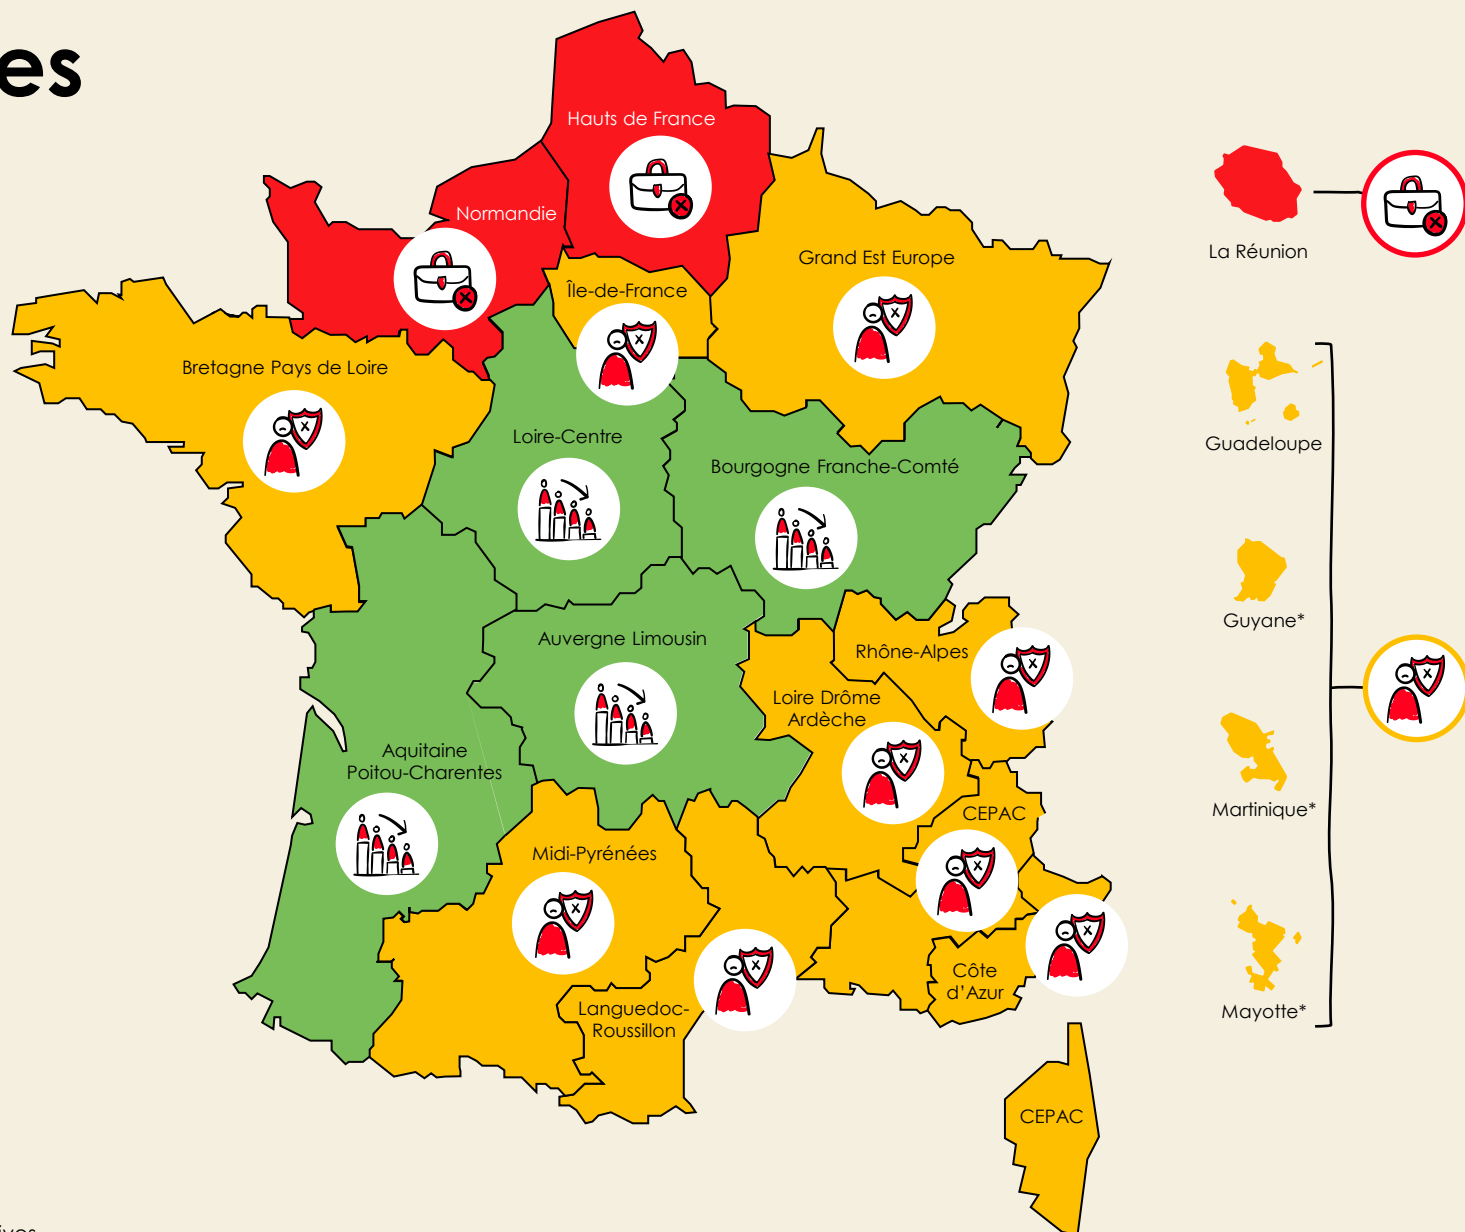 es
Hauts de France
Normandie
Grand Est Europe
Île-de-France
Bretagne Pays de Loire
Loire-Centre
Bourgogne Franche-Comté
Auvergne Limousin
Rhône-Alpes
Loire Drôme
Ardèche
Aquitaine
Poitou-Charentes
CEPAC
Midi-Pyrénées
Côte
d'Azur
Languedoc-
Roussillon
CEPAC
La Réunion
Guadeloupe
Guyane*
Martinique*
Mayotte*